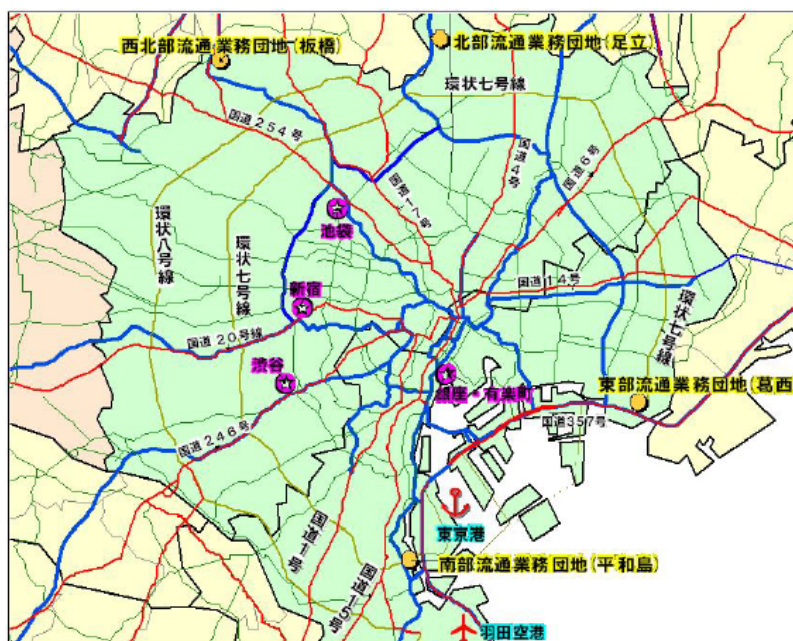 西北部流通業務団地(板橋)
北部流通業務団地(足立)
環状七号線
国道254号
国道17号
国道4号
国道6号
池袋
環状八号線
環状七号線
新宿
国道14号
環状七号線
国道20号線
渋谷
銀座・有楽町
東部流通業務団地(葛西
国道357号
国道246号
東京港
国道1号
国道15号
南部流通業務団地(平和島)
羽田空港